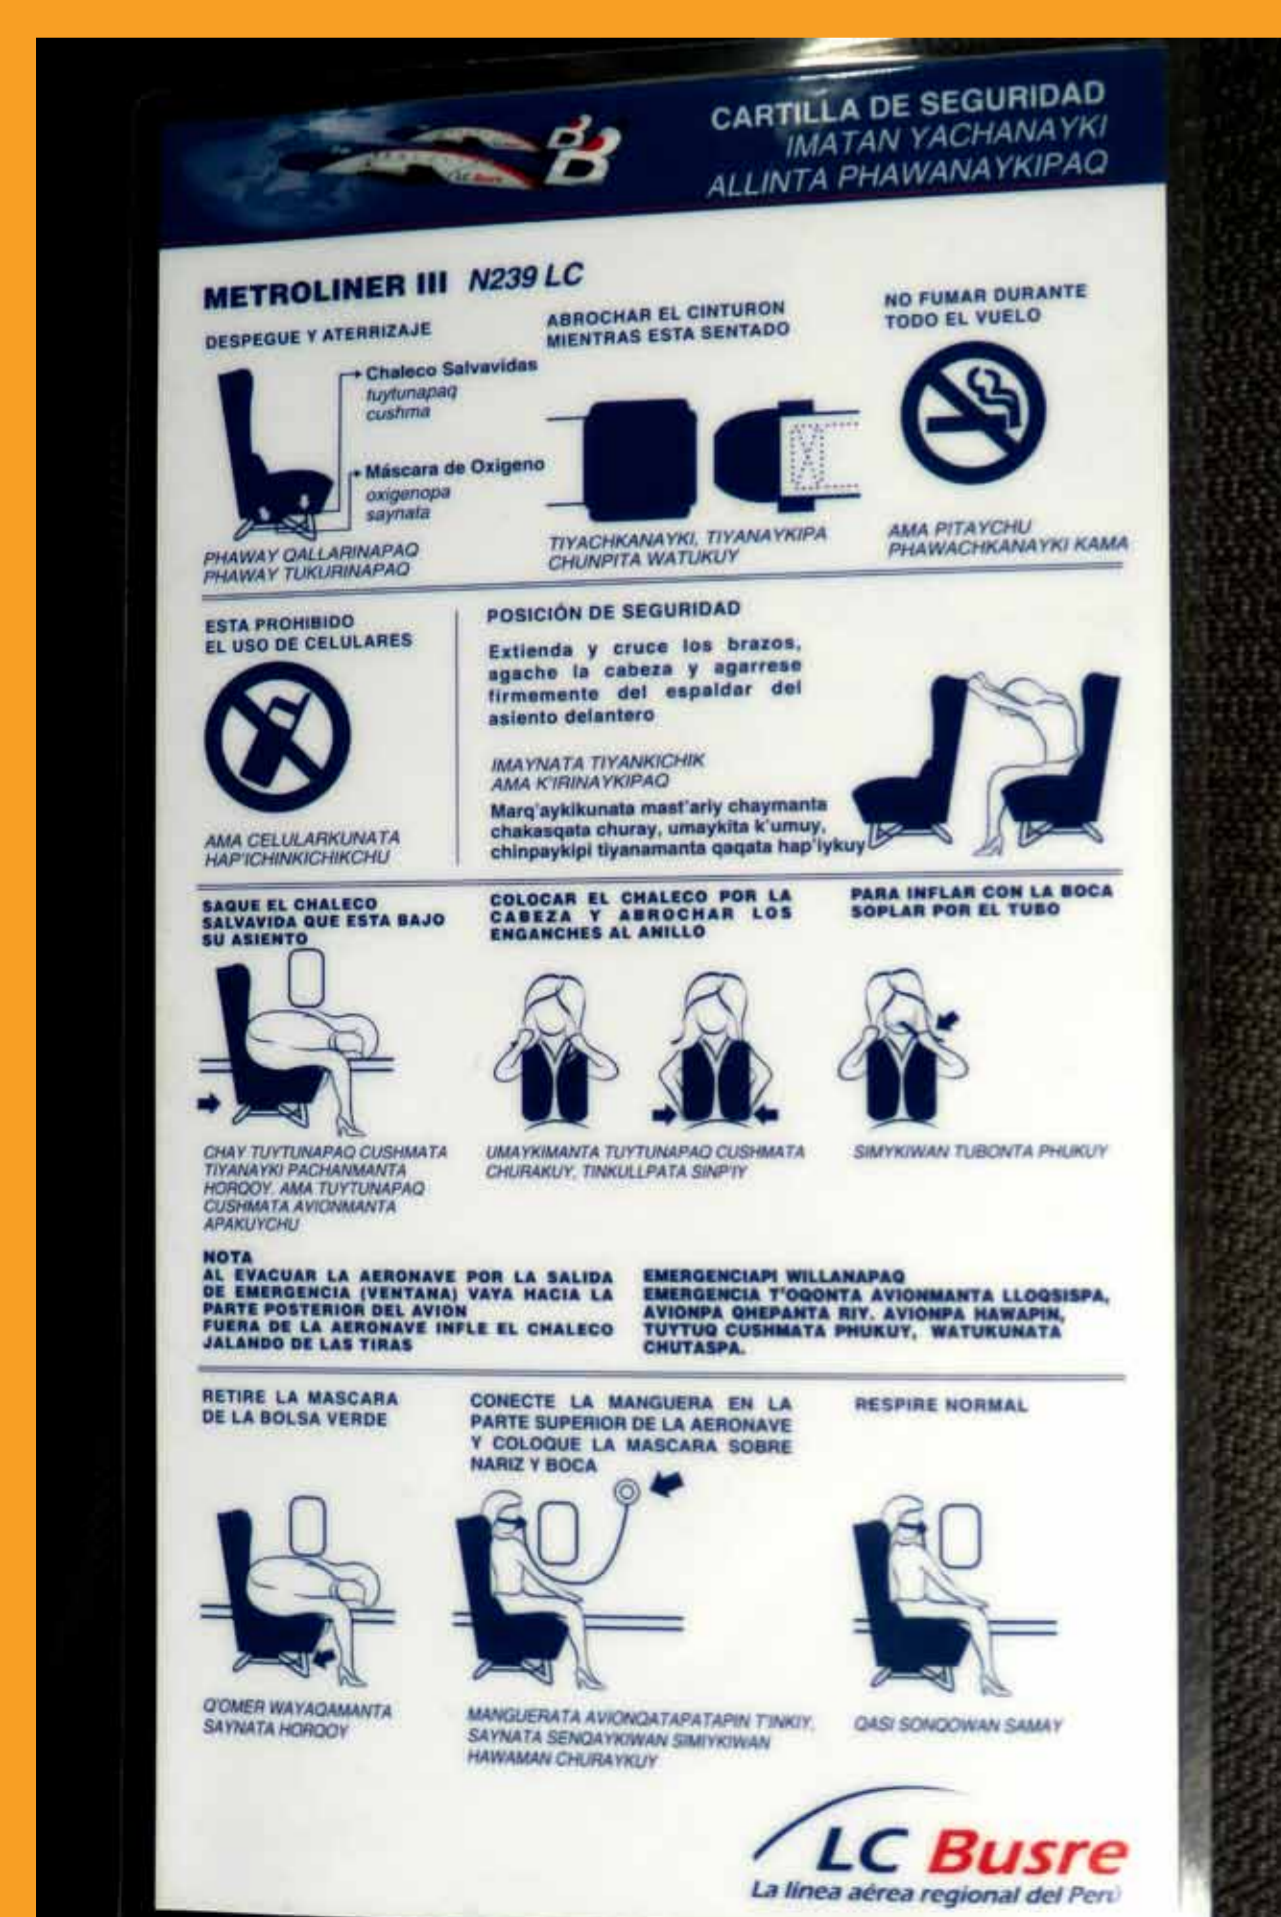 CARTILLA DE SEGURIDAD
IMATAN YACHANAYKI
ALLINTA PHAWANAYKIPAQ
METROLINER III N239 LC
DESPEGUE Y ATERRIZAJE
Chaleco Salvavidas
tuytunapaq
cushma
Máscara de Oxigeno
oxigenopa
saynata
PHAWAY QALLARINAPAQ
PHAWAY TUKURINAPAQ
ABROCHAR EL CINTURON
MIENTRAS ESTA SENTADO
TIYACHKANAYKI, TIYANAYKIPA
CHUNPITA WATUKUY
NO FUMAR DURANTE
TODO EL VUELO
AMA PITAYCHU
PHAWACHKANAYKI KAMA
ESTA PROHIBIDO
EL USO DE CELULARES
AMA CELULARKUNATA
HAP'ICHINKICHIKCHU
POSICIÓN DE SEGURIDAD
Extienda y cruce los brazos,
agache la cabeza y agarrese
firmemente del espaldar del
asiento delantero
IMAYNATA TIYANKICHIK
AMA K'IRINAYKIPAQ
Marq'aykikunata mast'ariy chaymanta
chakasqata churay, umaykita k'umuy,
chinpaykipi tiyanamanta qaqata hap'iykuy
SAQUE EL CHALECO
SALVAVIDA QUE ESTA BAJO
SU ASIENTO
CHAY TUYTUNAPAQ CUSHMATA
TIYANAYKI PACHANMANTA
HORQOY. AMA TUYTUNAPAQ
CUSHMATA AVIONMANTA
APAKUYCHU
COLOCAR EL CHALECO POR LA
CABEZA Y ABROCHAR LOS
ENGANCHES AL ANILLO
UMAYKIMANTA TUYTUNAPAQ CUSHMATA
CHURAKUY, TINKULLPATA SINP'IY
PARA INFLAR CON LA BOCA
SOPLAR POR EL TUBO
SIMYKIWAN TUBONTA PHUKUY
NOTA
AL EVACUAR LA AERONAVE POR LA SALIDA
DE EMERGENCIA (VENTANA) VAYA HACIA LA
PARTE POSTERIOR DEL AVION
FUERA DE LA AERONAVE INFLE EL CHALECO
JALANDO DE LAS TIRAS
EMERGENCIAPI WILLANAPAQ
EMERGENCIA T'OQONTA AVIONMANTA LLOQSISPA,
AVIONPA QHEPANTA RIY. AVIONPA HAWAPIN,
TUYTUQ CUSHMATA PHUKUY, WATUKUNATA
CHUTASPA.
RETIRE LA MASCARA
DE LA BOLSA VERDE
Q'OMER WAYAQAMANTA
SAYNATA HORQOY
CONECTE LA MANGUERA EN LA
PARTE SUPERIOR DE LA AERONAVE
Y COLOQUE LA MASCARA SOBRE
NARIZ Y BOCA
MANGUERATA AVIONQATAPATAPIN T'INKIY,
SAYNATA SENQAYKIWAN SIMIYKIWAN
HAWAMAN CHURAYKUY
RESPIRE NORMAL
QASI SONQOWAN SAMAY
LC Busre
La línea aérea regional del Perú